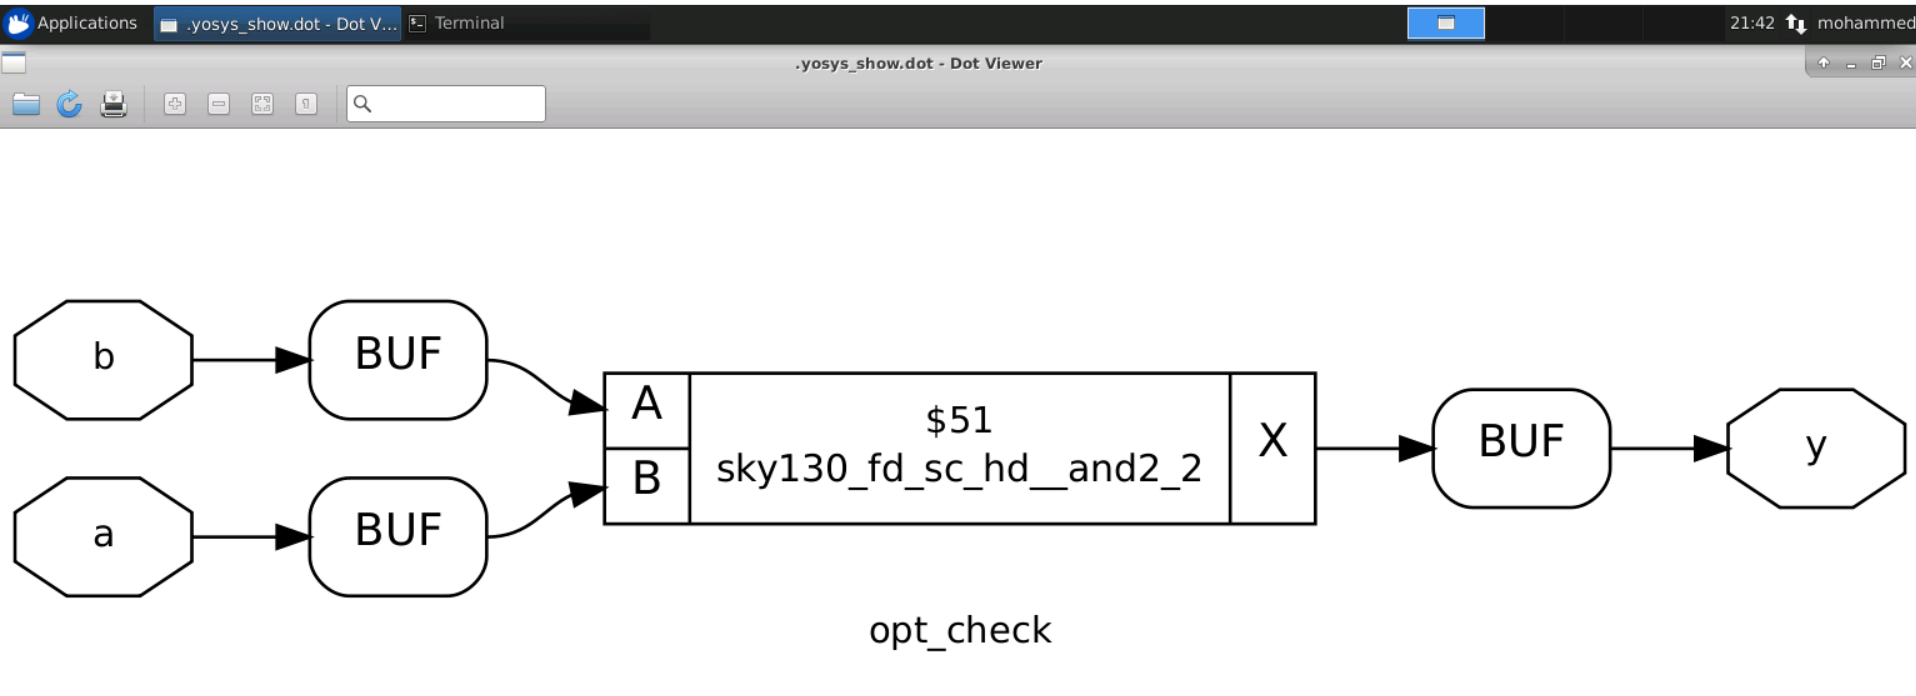 Applications .yosys_show.dot - Dot V... Terminal 21:42 mohammed
.yosys_show.dot - Dot Viewer
b BUF
A
$51
sky130_fd_sc_hd__and2_2
X BUF y
B
a BUF
opt_check